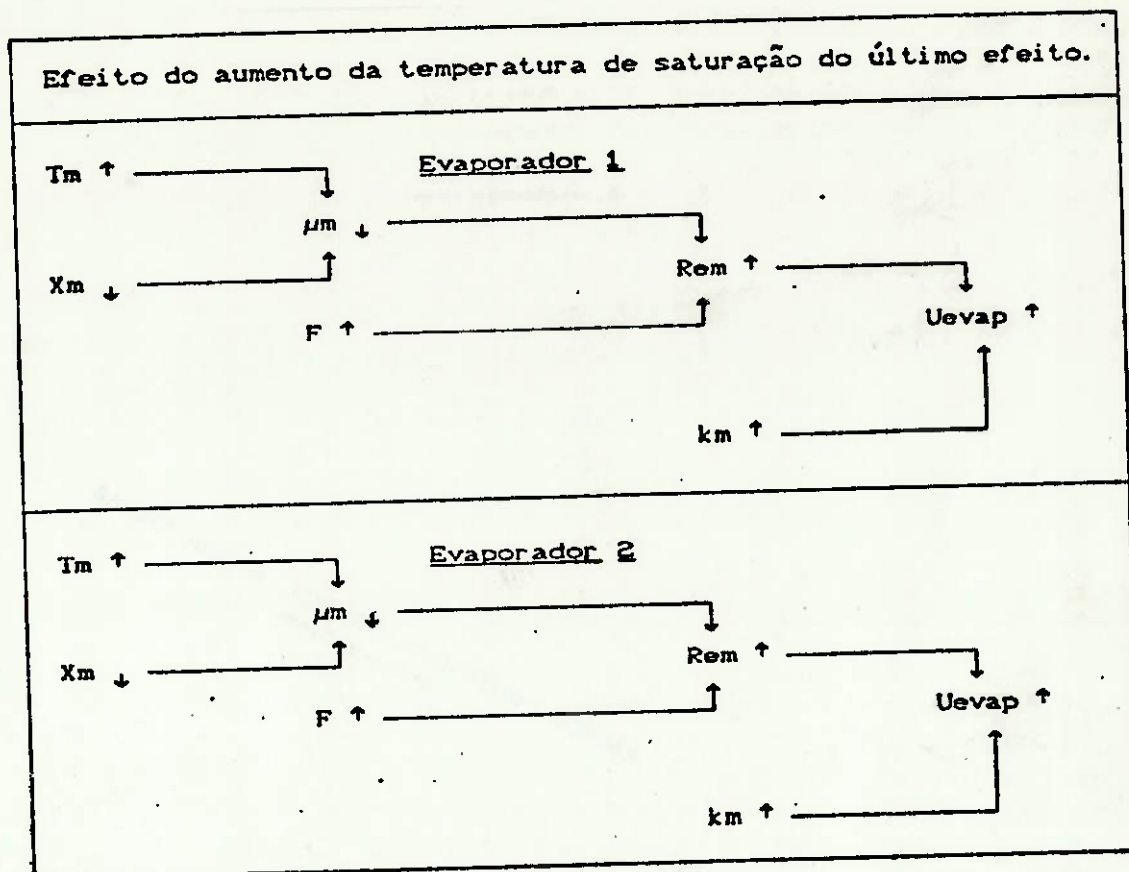 Efeito do aumento da temperatura de saturação do último efeito.
Evaporador 1
Tm ↑
μm ↓
Xm ↓
Rem ↑
F ↑
Uevap ↑
km ↑
Evaporador 2
Tm ↑
μm ↓
Xm ↓
Rem ↑
F ↑
Uevap ↑
km ↑